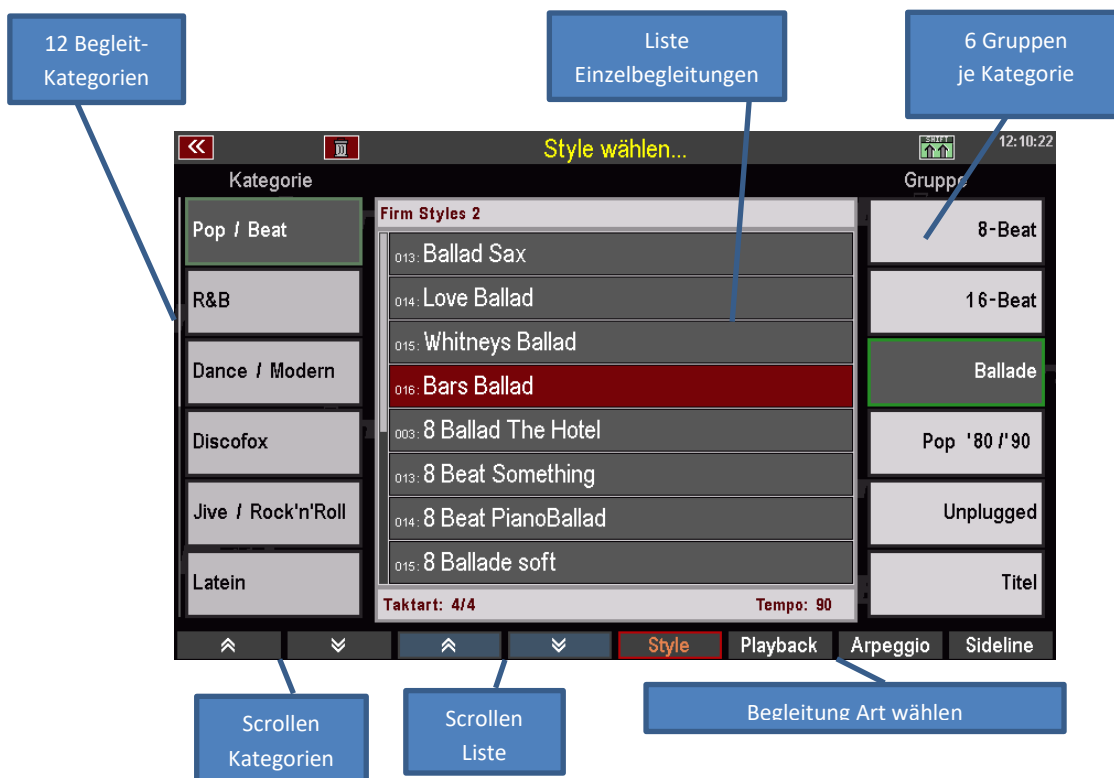 12 Begleit-
Kategorien
Liste
Einzelbegleitungen
6 Gruppen
je Kategorie
Style wählen...
SHIFT
12:10:22
Kategorie
Gruppe
Pop / Beat
R&B
Dance / Modern
Discofox
Jive / Rock'n'Roll
Latein
Firm Styles 2
013: Ballad Sax
014: Love Ballad
015: Whitneys Ballad
016: Bars Ballad
003: 8 Ballad The Hotel
013: 8 Beat Something
014: 8 Beat PianoBallad
015: 8 Ballade soft
Taktart: 4/4 Tempo: 90
8-Beat
16-Beat
Ballade
Pop '80 /'90
Unplugged
Titel
Style Playback Arpeggio Sideline
Scrollen
Kategorien
Scrollen
Liste
Begleitung Art wählen